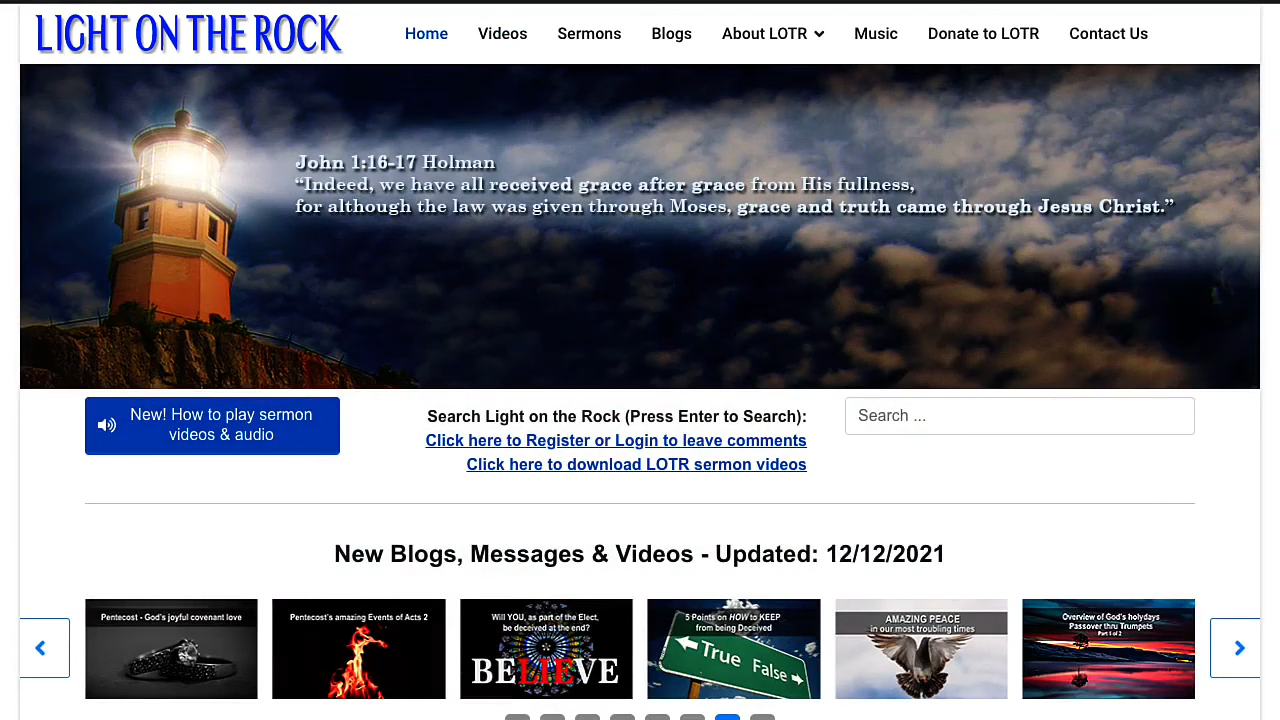 LIGHT ON THE ROCK
Home Videos Sermons Blogs About LOTR Music Donate to LOTR Contact Us
John 1:16-17 Holman
“Indeed, we have all received grace after grace from His fullness,
for although the law was given through Moses, grace and truth came through Jesus Christ.”
New! How to play sermon
videos & audio
Search Light on the Rock (Press Enter to Search):
Click here to Register or Login to leave comments
Click here to download LOTR sermon videos
Search ...
New Blogs, Messages & Videos - Updated: 12/12/2021
Pentecost - God's joyful covenant love
Pentecost's amazing Events of Acts 2
Will YOU, as part of the Elect,
be deceived at the end?
BELIEVE
5 Points on HOW to KEEP
from being Deceived
True False
AMAZING PEACE
in our most troubling times
Overview of God's holydays
Passover thru Trumpets
Part 1 of 2